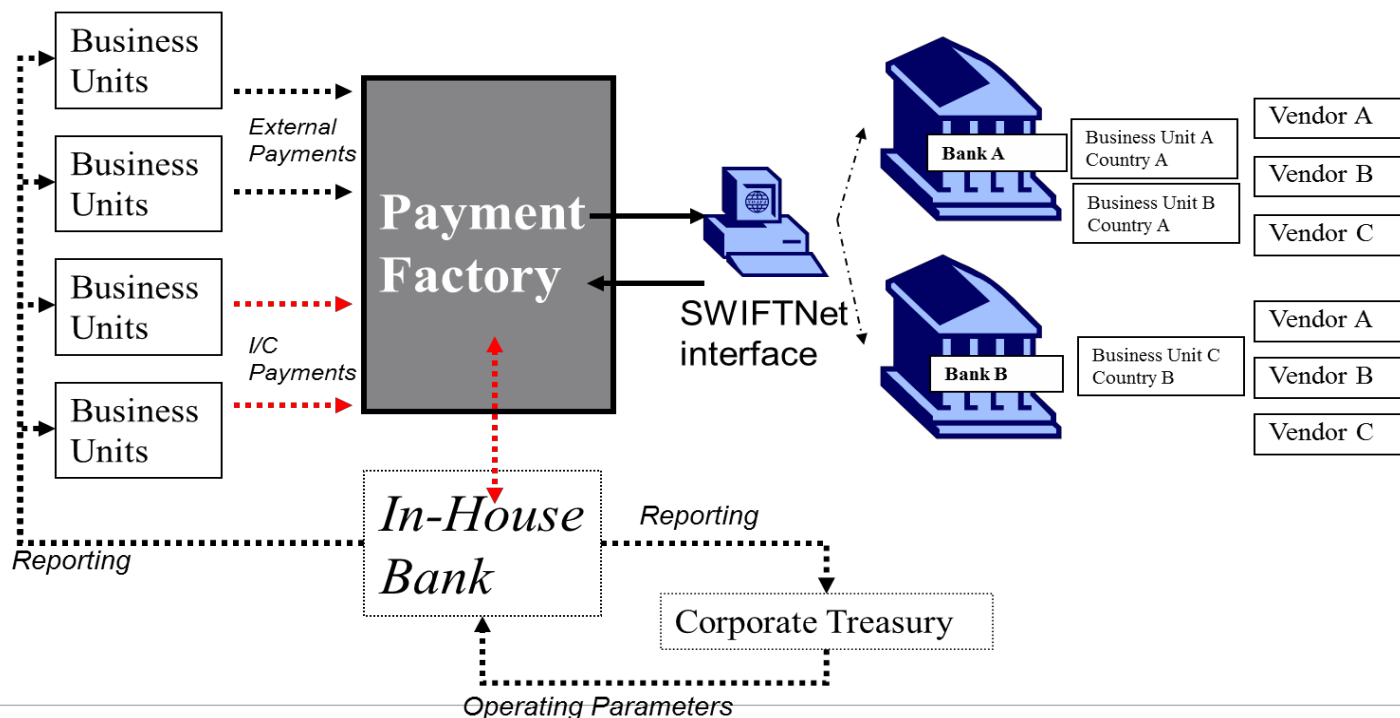 Business
Units
Business
Units
Business
Units
Business
Units
External
Payments
I/C
Payments
Payment
Factory
SWIFTNet
interface
Bank A
Business Unit A
Country A
Business Unit B
Country A
Vendor A
Vendor B
Vendor C
Bank B
Business Unit C
Country B
Vendor A
Vendor B
Vendor C
In-House
Bank
Reporting
Reporting
Corporate Treasury
Operating Parameters